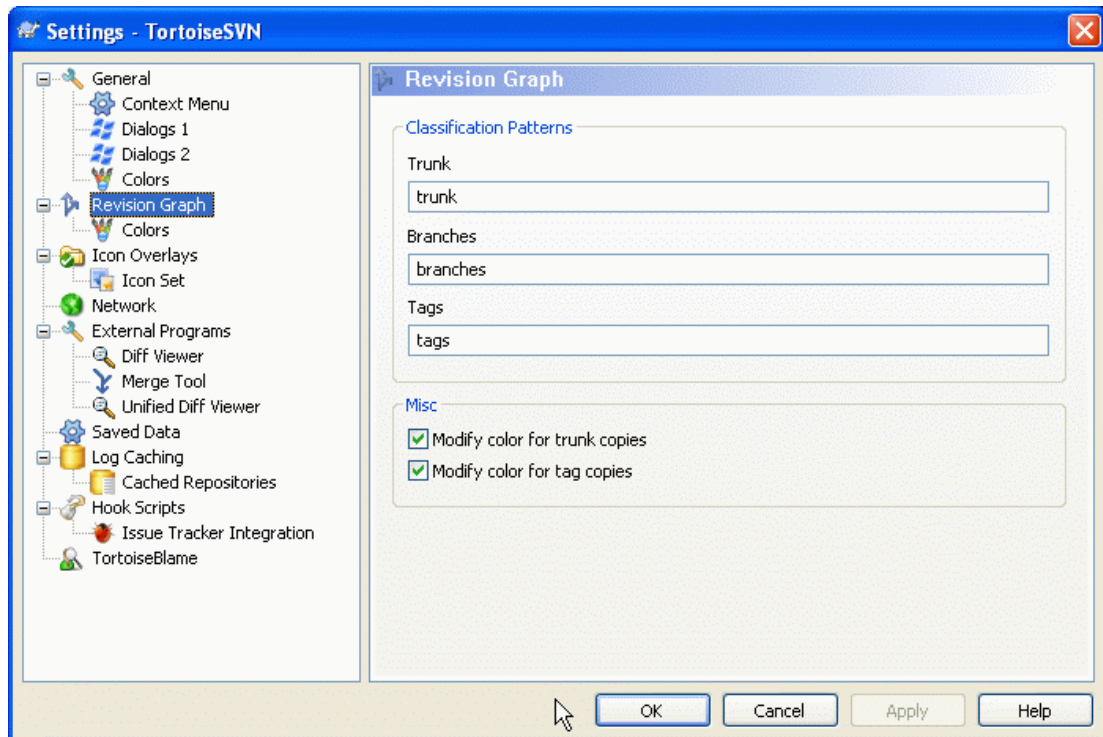 Settings - TortoiseSVN
General
Context Menu
Dialogs 1
Dialogs 2
Colors
Revision Graph
Colors
Icon Overlays
Icon Set
Network
External Programs
Diff Viewer
Merge Tool
Unified Diff Viewer
Saved Data
Log Caching
Cached Repositories
Hook Scripts
Issue Tracker Integration
TortoiseBlame
Revision Graph
Classification Patterns
Trunk
trunk
Branches
branches
Tags
tags
Misc
Modify color for trunk copies
Modify color for tag copies
OK
Cancel
Apply
Help